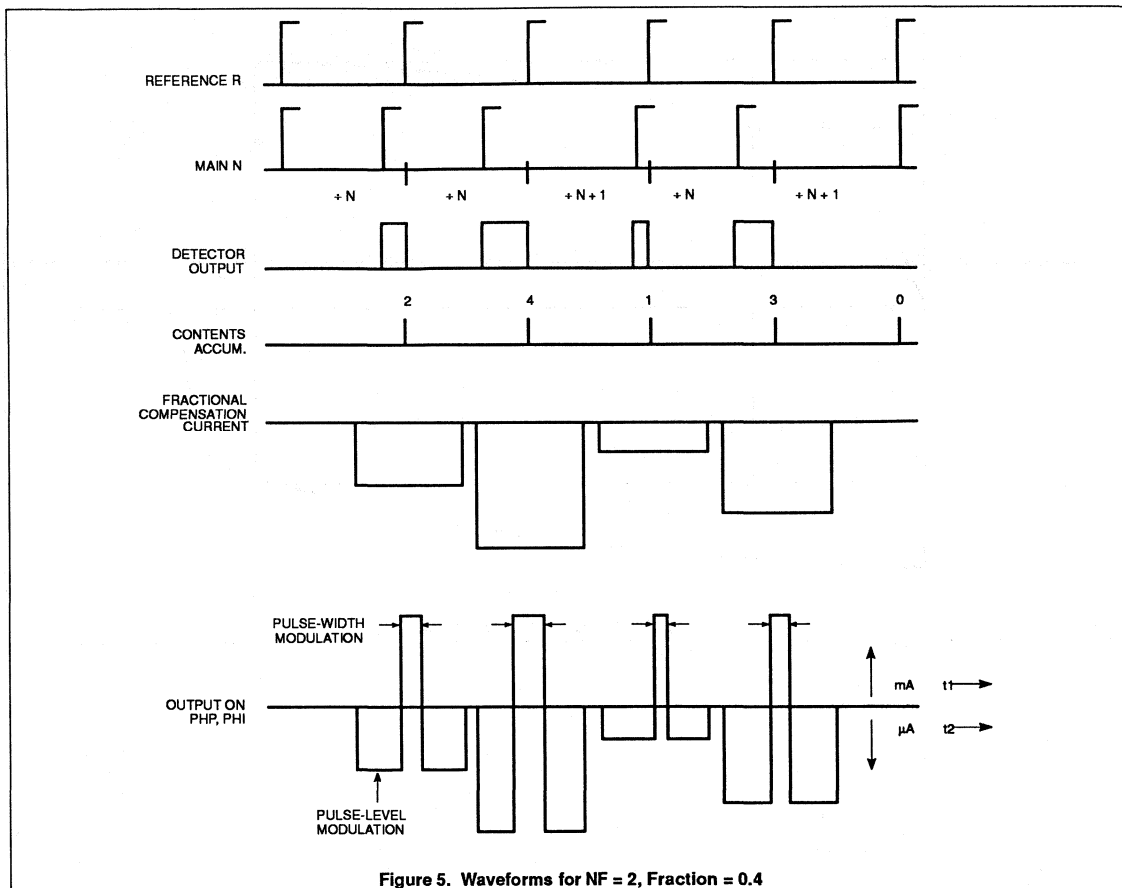 REFERENCE R
MAIN N
÷ N
÷ N
÷ N + 1
÷ N
÷ N + 1
DETECTOR
OUTPUT
2
4
1
3
0
CONTENTS
ACCUM.
FRACTIONAL
COMPENSATION
CURRENT
PULSE-WIDTH
MODULATION
mA
t1
OUTPUT ON
PHP, PHI
µA
t2
PULSE-LEVEL
MODULATION
Figure 5. Waveforms for NF = 2, Fraction = 0.4